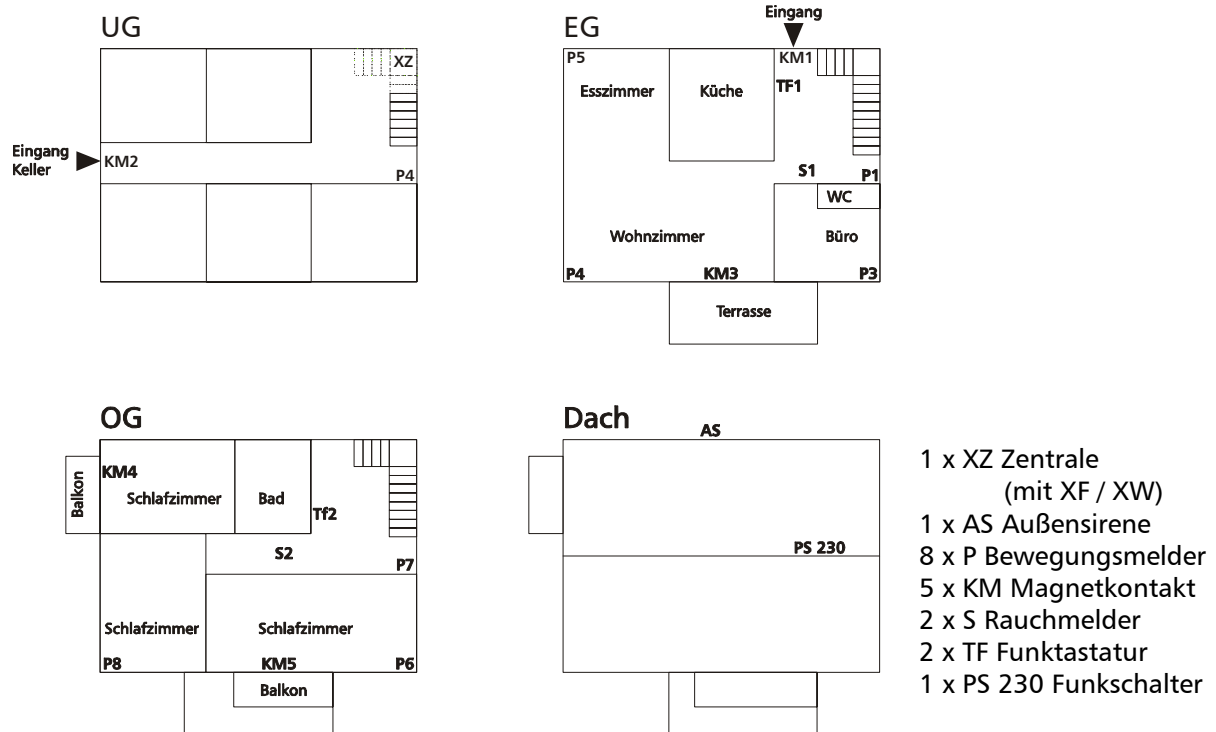 UG
XZ
Eingang
Keller
KM2
P4
EG
Eingang
P5
KM1
Esszimmer
Küche
TF1
S1
P1
WC
Wohnzimmer
Büro
P4
KM3
P3
Terrasse
OG
Balkon
KM4
Schlafzimmer
Bad
Tf2
S2
P7
Schlafzimmer
Schlafzimmer
P8
KM5
P6
Balkon
Dach
AS
PS 230
1 x XZ Zentrale
(mit XF / XW)
1 x AS Außensirene
8 x P Bewegungsmelder
5 x KM Magnetkontakt
2 x S Rauchmelder
2 x TF Funktastatur
1 x PS 230 Funkschalter